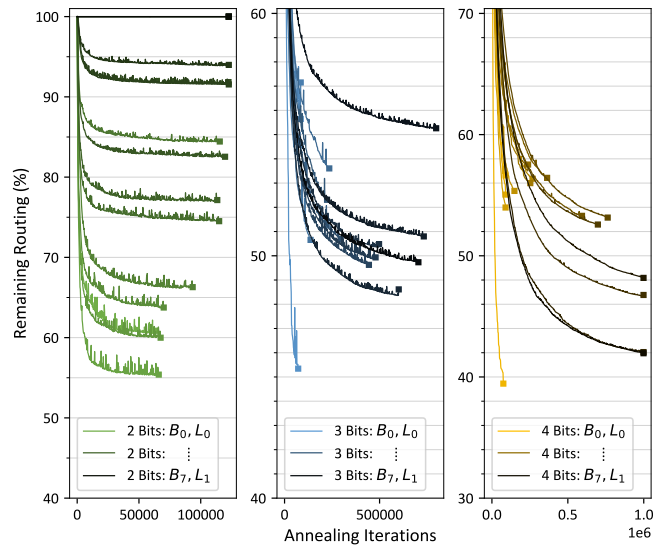 Remaining Routing (%)
100
90
80
70
60
50
40
0
50000
100000
2 Bits: B₀, L₀
2 Bits: ⋮
2 Bits: B₇, L₁
60
50
40
0
500000
3 Bits: B₀, L₀
3 Bits: ⋮
3 Bits: B₇, L₁
Annealing Iterations
70
60
50
40
30
0.0
0.5
1.0
1e6
4 Bits: B₀, L₀
4 Bits: ⋮
4 Bits: B₇, L₁